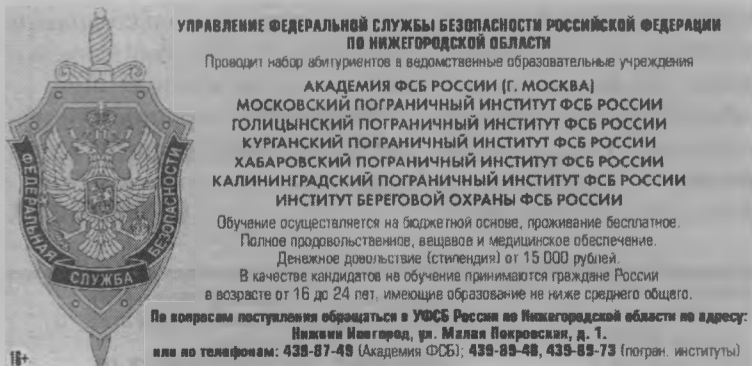 УПРАВЛЕНИЕ ФЕДЕРАЛЬНОЙ СЛУЖБЫ БЕЗОПАСНОСТИ РОССИЙСКОЙ ФЕДЕРАЦИИ
ПО НИЖЕГОРОДСКОЙ ОБЛАСТИ
Проводит набор абитуриентов в ведомственные образовательные учреждения
АКАДЕМИЯ ФСБ РОССИИ (Г. МОСКВА)
МОСКОВСКИЙ ПОГРАНИЧНЫЙ ИНСТИТУТ ФСБ РОССИИ
ГОЛИЦЫНСКИЙ ПОГРАНИЧНЫЙ ИНСТИТУТ ФСБ РОССИИ
КУРГАНСКИЙ ПОГРАНИЧНЫЙ ИНСТИТУТ ФСБ РОССИИ
ХАБАРОВСКИЙ ПОГРАНИЧНЫЙ ИНСТИТУТ ФСБ РОССИИ
КАЛИНИНГРАДСКИЙ ПОГРАНИЧНЫЙ ИНСТИТУТ ФСБ РОССИИ
ИНСТИТУТ БЕРЕГОВОЙ ОХРАНЫ ФСБ РОССИИ
Обучение осуществляется на бюджетной основе, проживание бесплатное.
Полное продовольственное, вещевое и медицинское обеспечение.
Денежное довольствие (стипендия) от 15 000 рублей.
В качестве кандидатов на обучение принимаются граждане России
в возрасте от 16 до 24 лет, имеющие образование не ниже среднего общего.
По вопросам поступления обращаться в УФСБ России по Нижегородской области по адресу:
Нижний Новгород, ул. Малая Покровская, д. 1.
или по телефонам: 439-87-49 (Академия ФСБ); 439-89-48, 439-89-73 (погран. институты)
ФЕДЕРАЛЬНАЯ
СЛУЖБА
БЕЗОПАСНОСТИ
16+